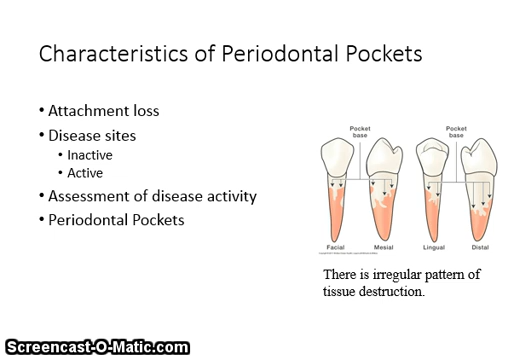 Characteristics of Periodontal Pockets
• Attachment loss
• Disease sites
• Inactive
• Active
• Assessment of disease activity
• Periodontal Pockets
Pocket base
Pocket base
Facial
Mesial
Lingual
Distal
There is irregular pattern of
tissue destruction.
Screencast-O-Matic.com